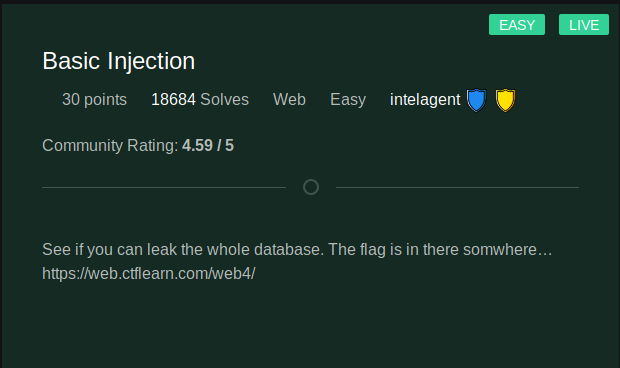 EASY LIVE
Basic Injection
30 points 18684 Solves Web Easy intelagent
Community Rating: 4.59 / 5
See if you can leak the whole database. The flag is in there somwhere…
https://web.ctflearn.com/web4/